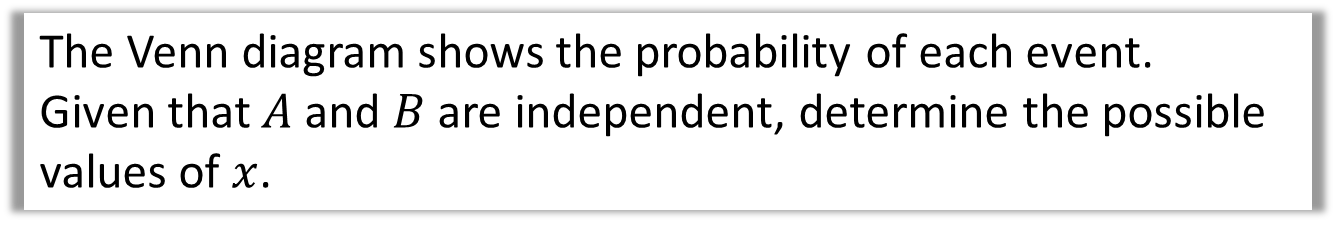 The Venn diagram shows the probability of each event.
Given that A and B are independent, determine the possible
values of x.